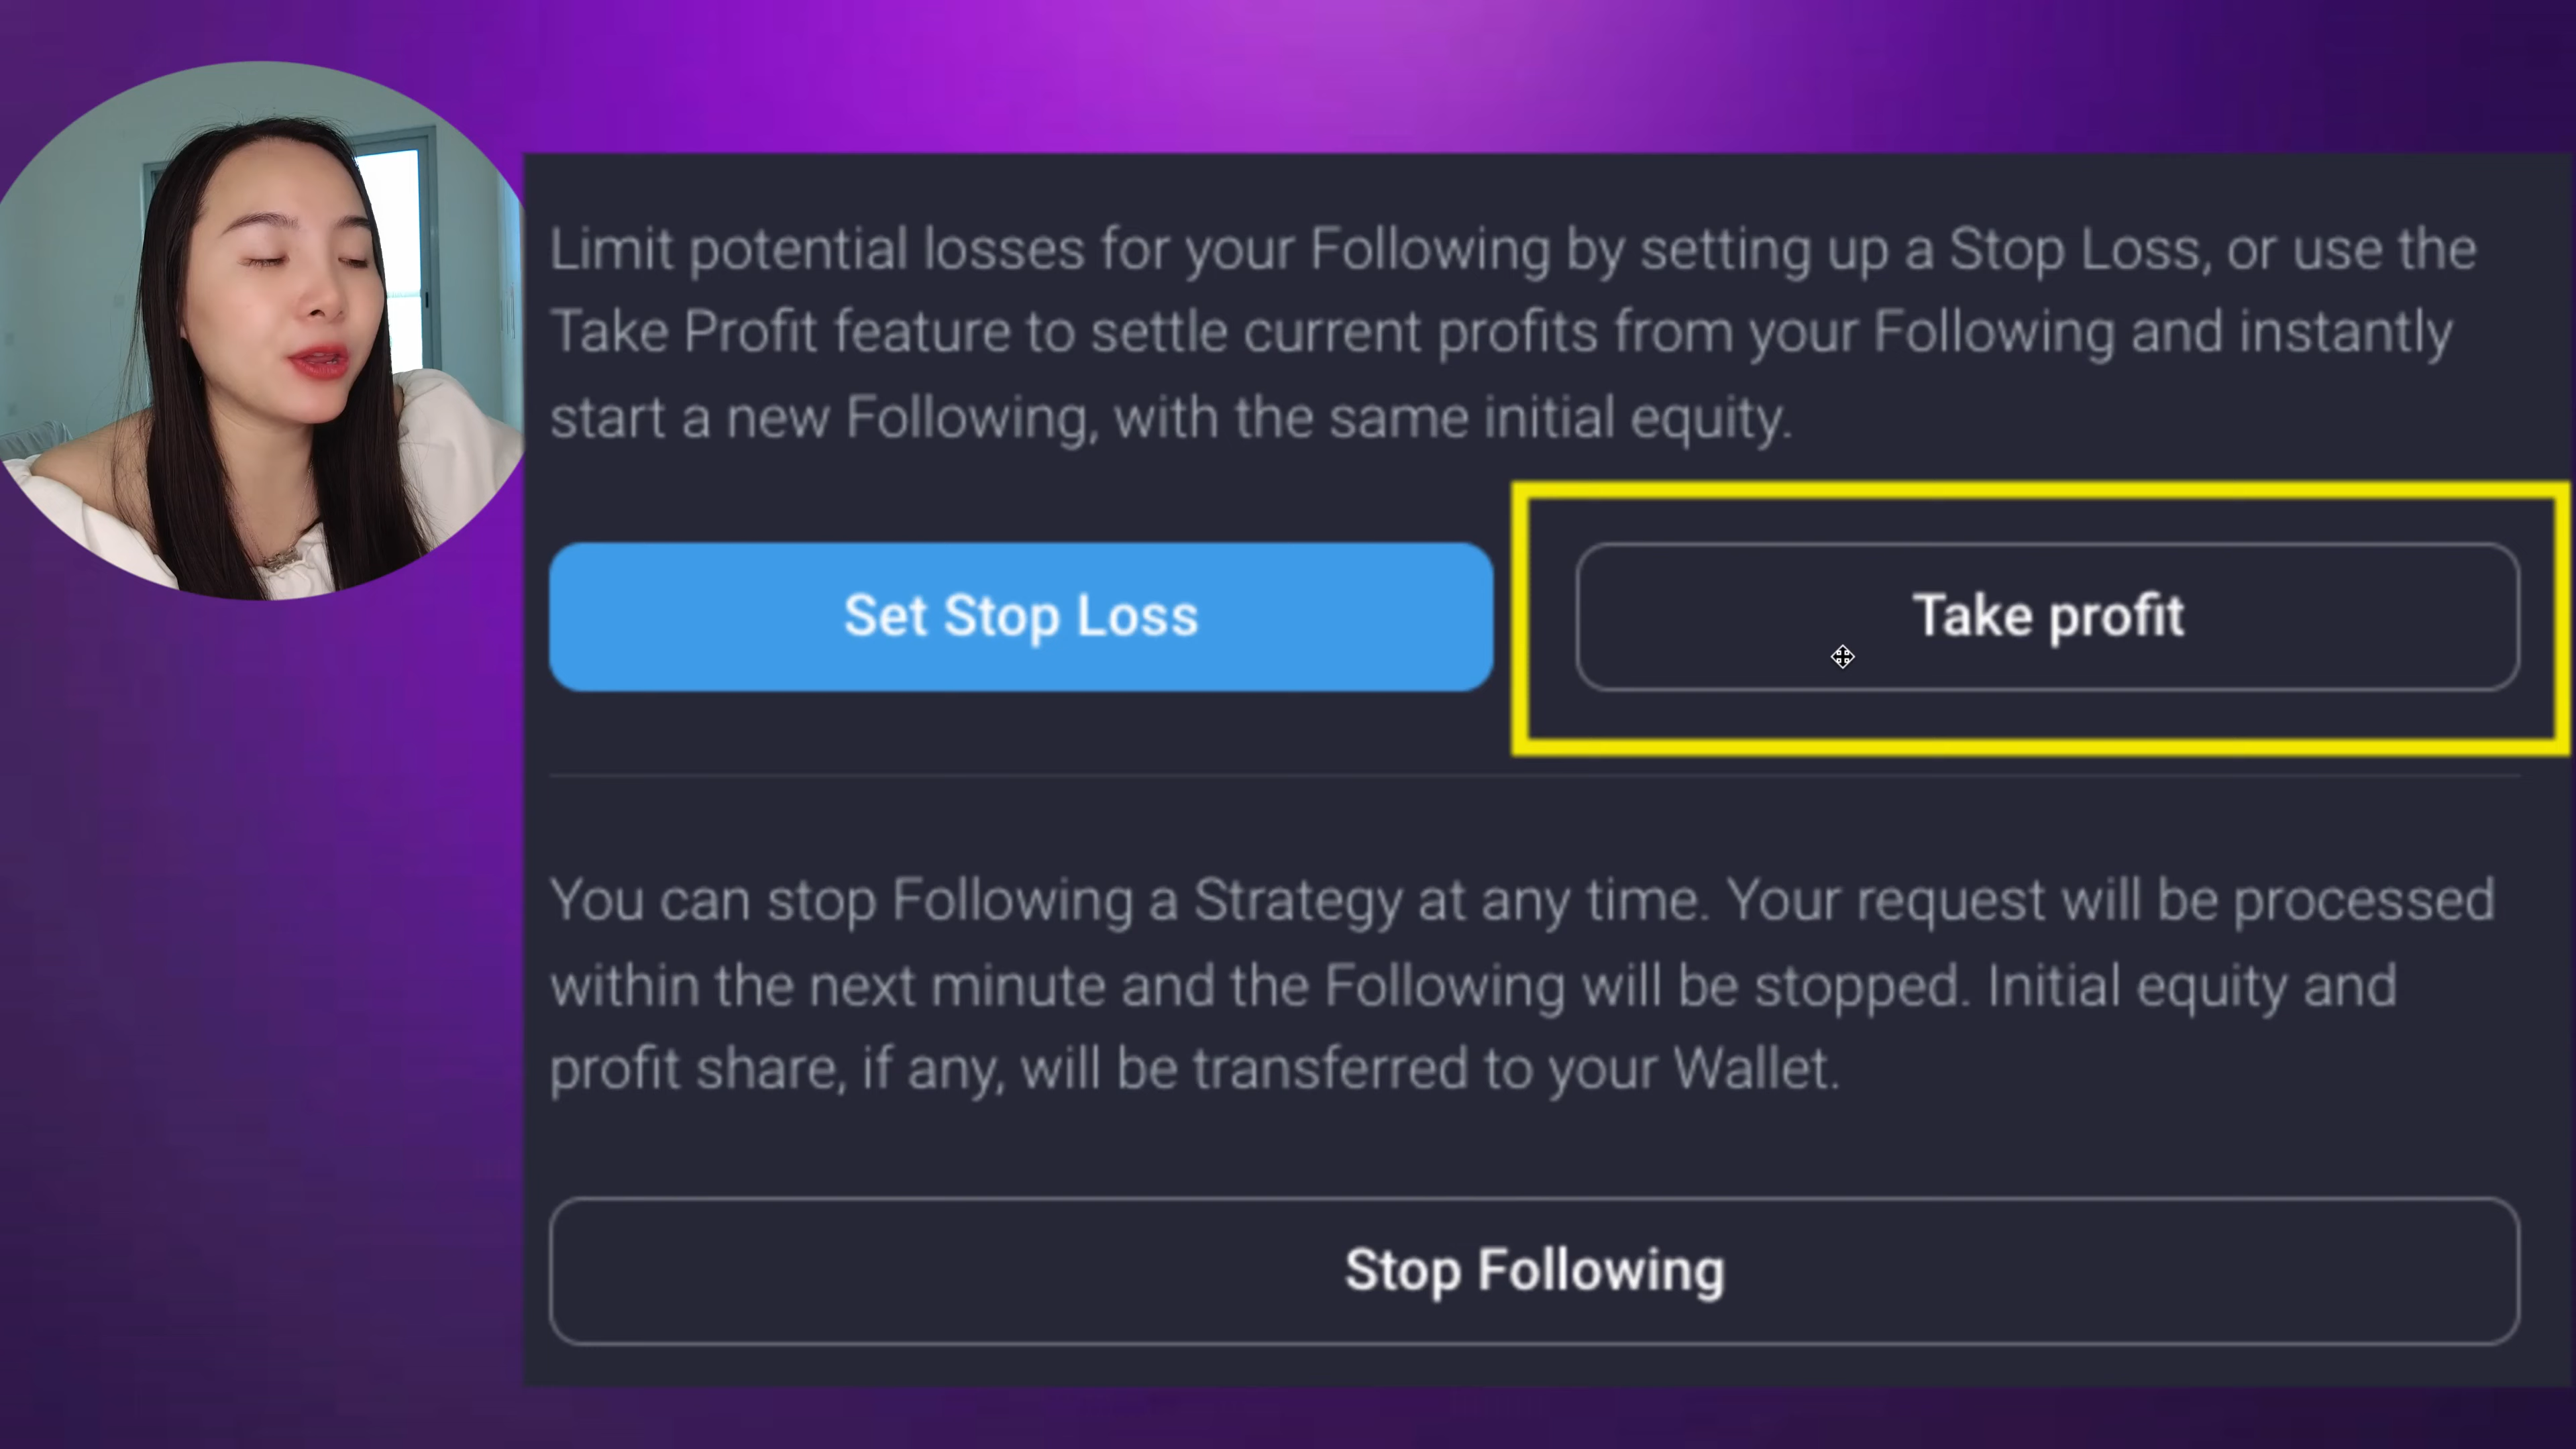 Limit potential losses for your Following by setting up a Stop Loss, or use the
Take Profit feature to settle current profits from your Following and instantly
start a new Following, with the same initial equity.
Set Stop Loss
Take profit
You can stop Following a Strategy at any time. Your request will be processed
within the next minute and the Following will be stopped. Initial equity and
profit share, if any, will be transferred to your Wallet.
Stop Following